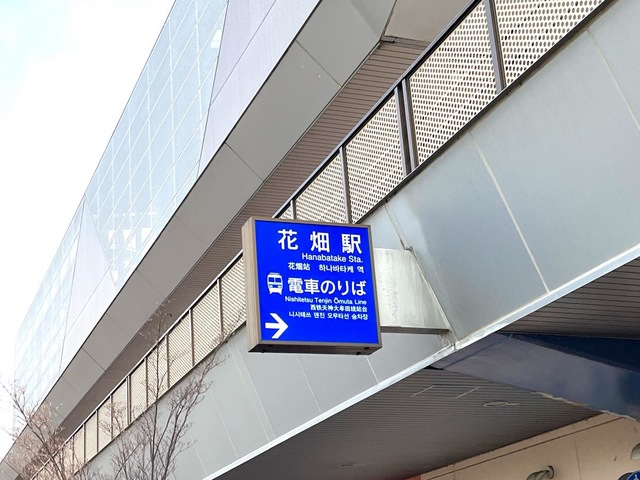 花畑駅
Hanabatake Sta.
花畑站 하나바타케 역
電車のりば
Nishitetsu Tenjin Ōmuta Line
西铁天神大牟田线站台
니시테쓰 텐진 오무타선 승차장